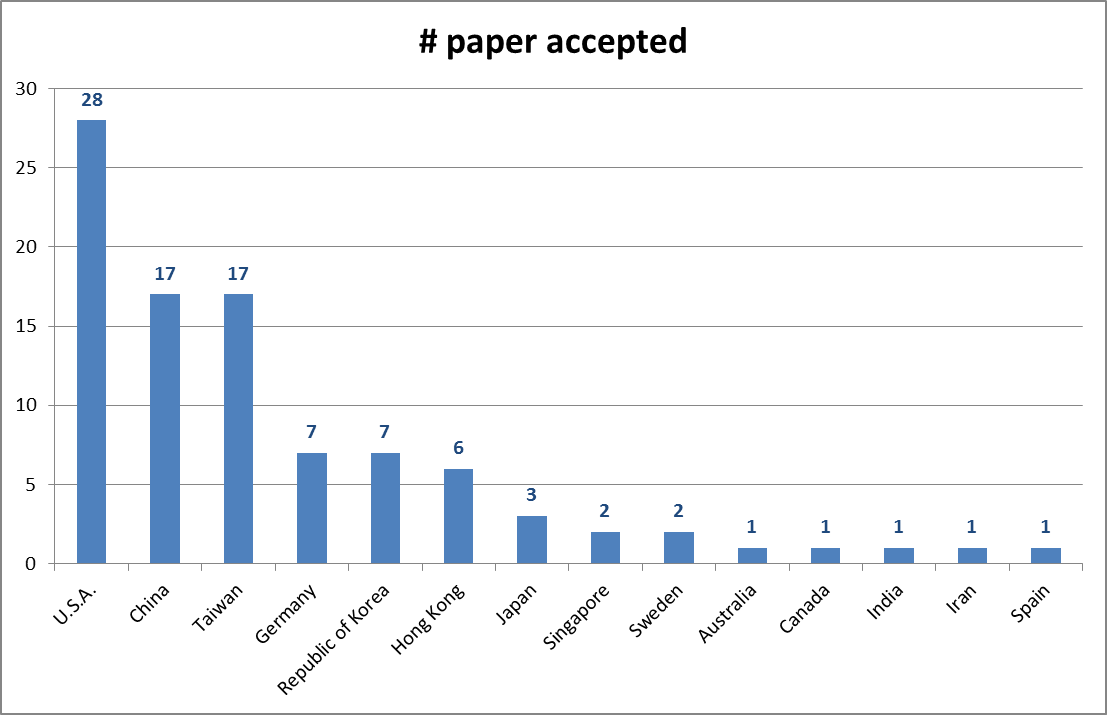 # paper accepted
30
25
20
15
10
5
0
28
17
17
7
7
6
3
2
2
1
1
1
1
1
U.S.A.
China
Taiwan
Germany
Republic of Korea
Hong Kong
Japan
Singapore
Sweden
Australia
Canada
India
Iran
Spain